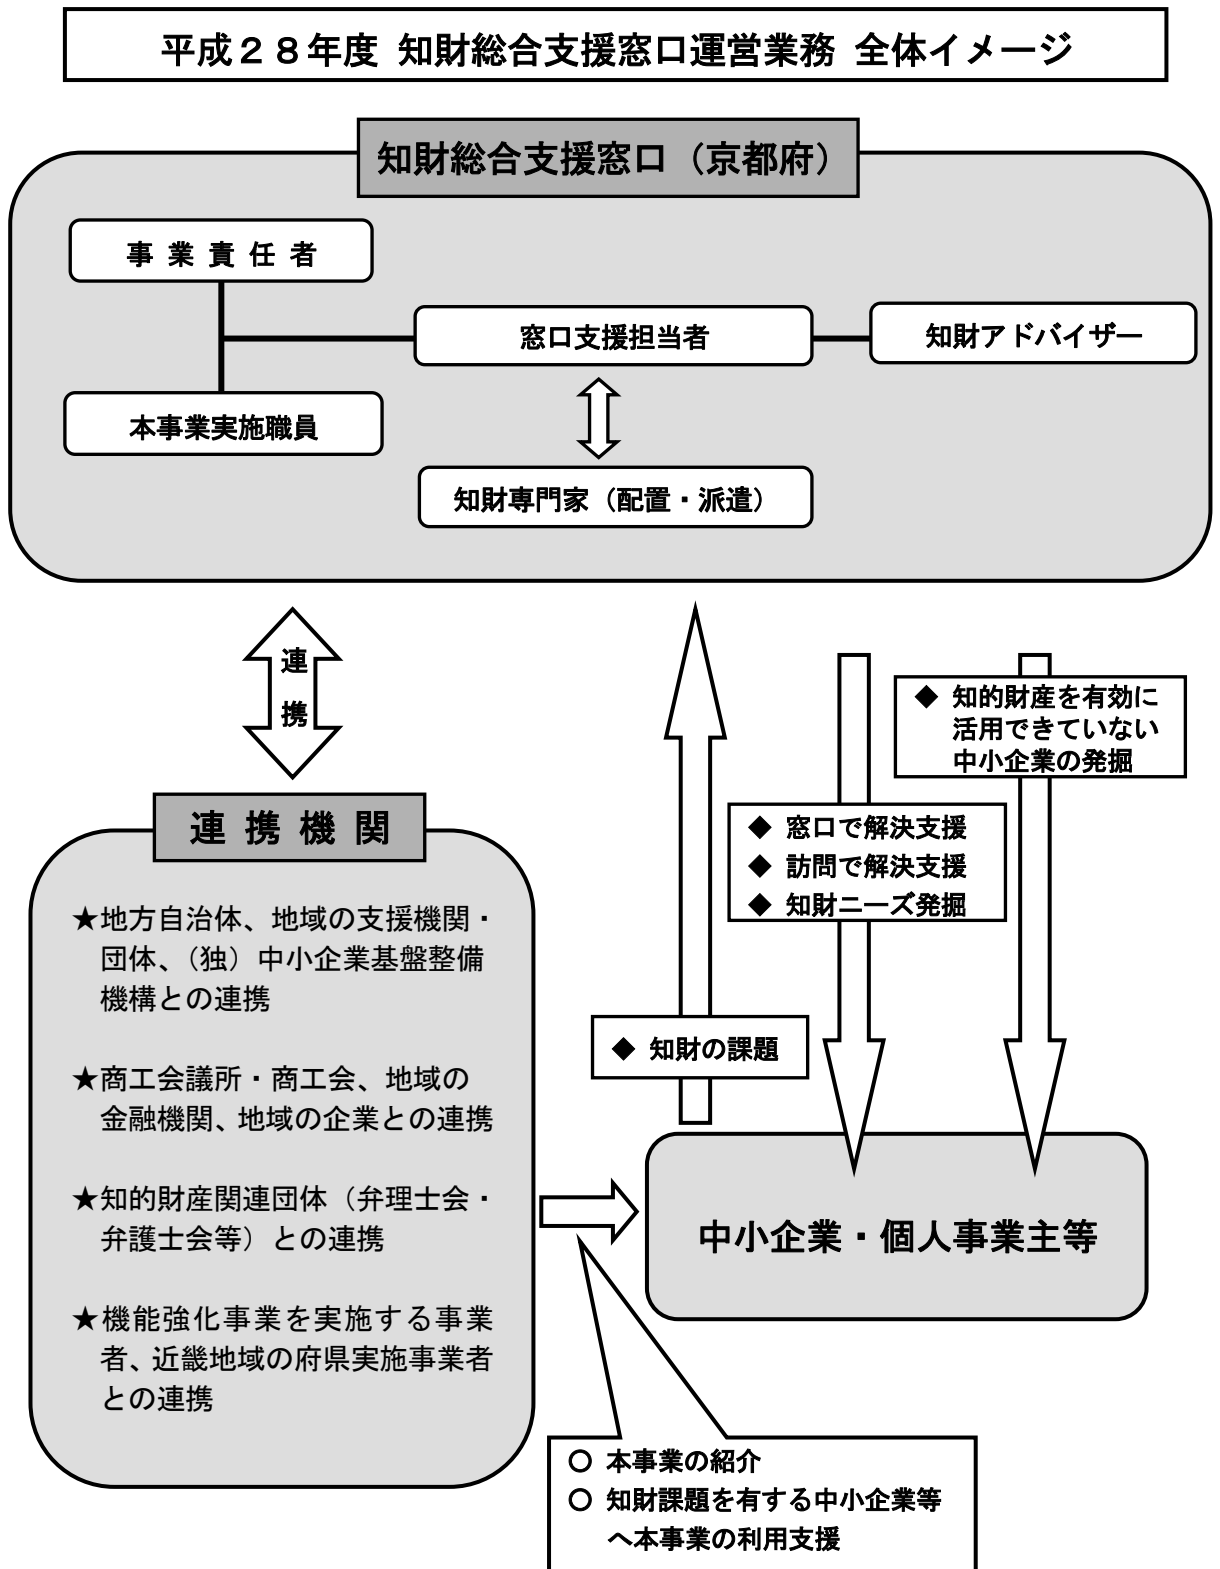 平成２８年度 知財総合支援窓口運営業務 全体イメージ
知財総合支援窓口（京都府）
事 業 責 任 者
窓口支援担当者
知財アドバイザー
本事業実施職員
知財専門家（配置・派遣）
連
携
◆ 知的財産を有効に
活用できていない
中小企業の発掘
◆ 窓口で解決支援
◆ 訪問で解決支援
◆ 知財ニーズ発掘
連 携 機 関
★地方自治体、地域の支援機関・
団体、（独）中小企業基盤整備
機構との連携
★商工会議所・商工会、地域の
金融機関、地域の企業との連携
★知的財産関連団体（弁理士会・
弁護士会等）との連携
★機能強化事業を実施する事業
者、近畿地域の府県実施事業者
との連携
◆ 知財の課題
中小企業・個人事業主等
○ 本事業の紹介
○ 知財課題を有する中小企業等
へ本事業の利用支援